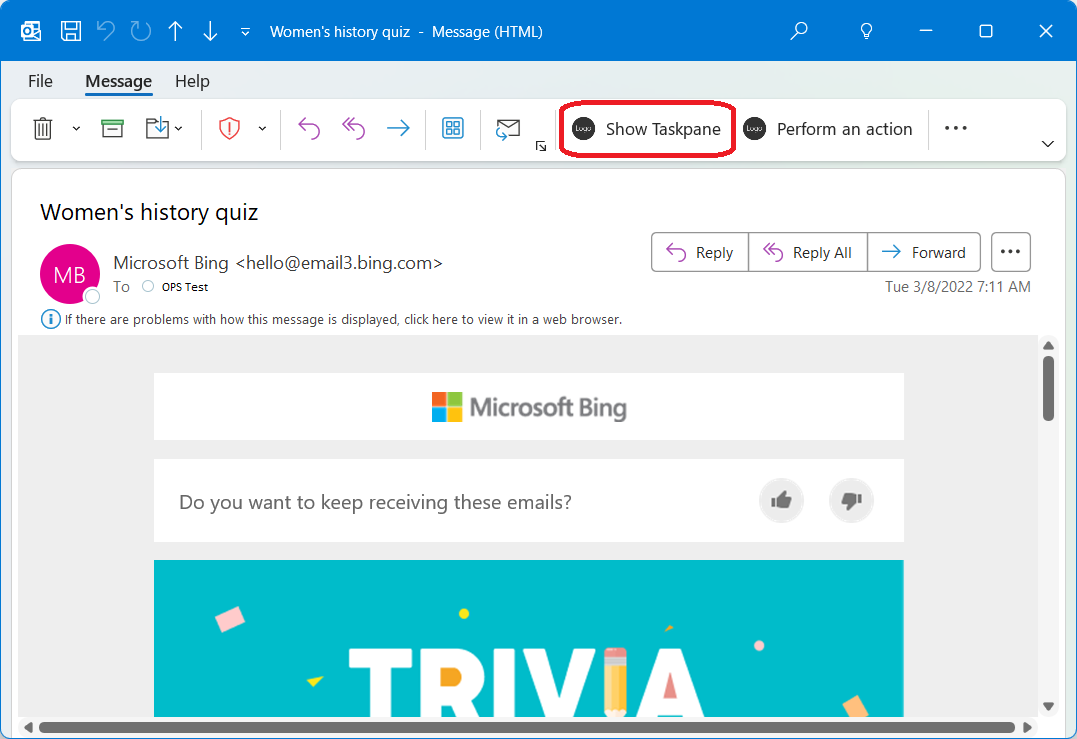 Women's history quiz - Message (HTML)
File Message Help
Logo Show Taskpane Logo Perform an action
Women's history quiz
MB
Microsoft Bing <hello@email3.bing.com>
To OPS Test
Reply Reply All Forward
Tue 3/8/2022 7:11 AM
If there are problems with how this message is displayed, click here to view it in a web browser.
Microsoft Bing
Do you want to keep receiving these emails?
TRIVIA